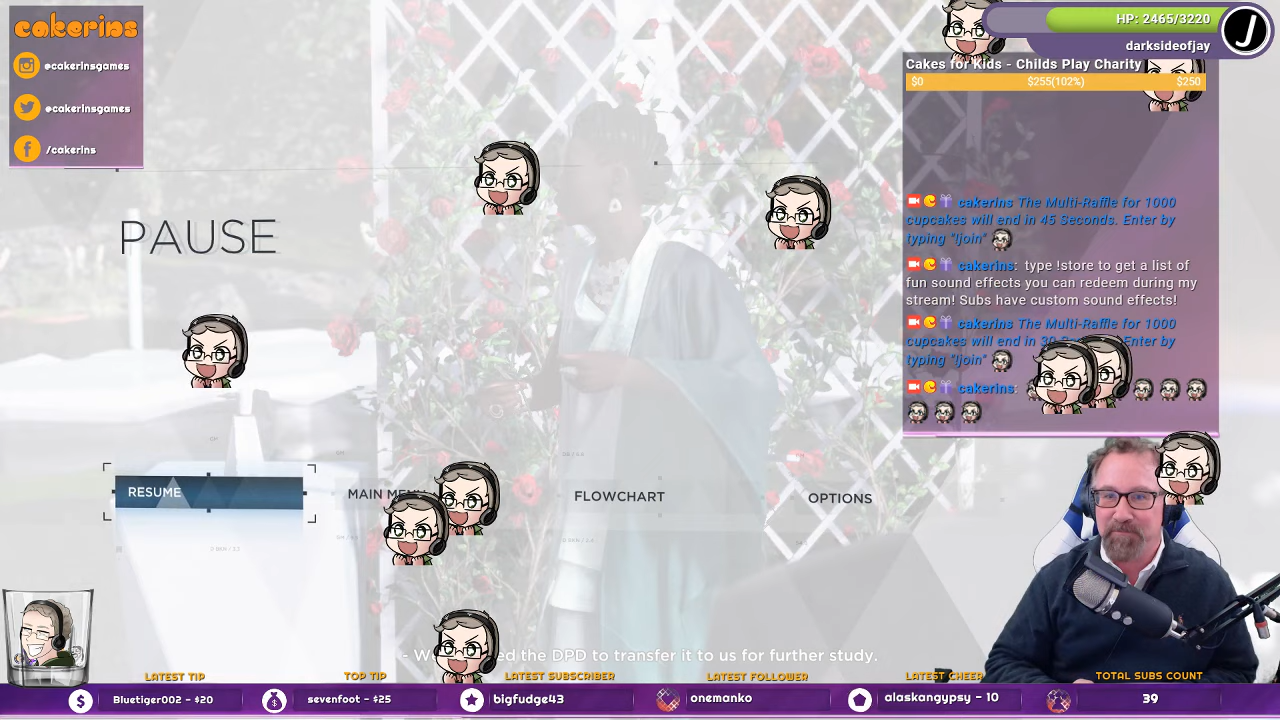 cakerins
@cakerinsgames
@cakerinsgames
/cakerins
HP: 2465/3220
darksideofjay
Cakes for Kids - Childs Play Charity
$0 $255(102%) $250
cakerins The Multi-Raffle for 1000
cupcakes will end in 45 Seconds. Enter by
typing "!join"
cakerins: type !store to get a list of
fun sound effects you can redeem during my
stream! Subs have custom sound effects!
cakerins The Multi-Raffle for 1000
cupcakes will end in Enter by
typing "!join"
cakerins:
PAUSE
RESUME
MAIN
FLOWCHART
OPTIONS
- the DPD to transfer it to us for further study.
LATEST TIP
TOP TIP
LATEST SUBSCRIBER
LATEST FOLLOWER
LATEST CHEER
TOTAL SUBS COUNT
Bluetiger002 - $20
sevenfoot - $25
bigfudge43
onemanko
alaskangypsy - 10
39